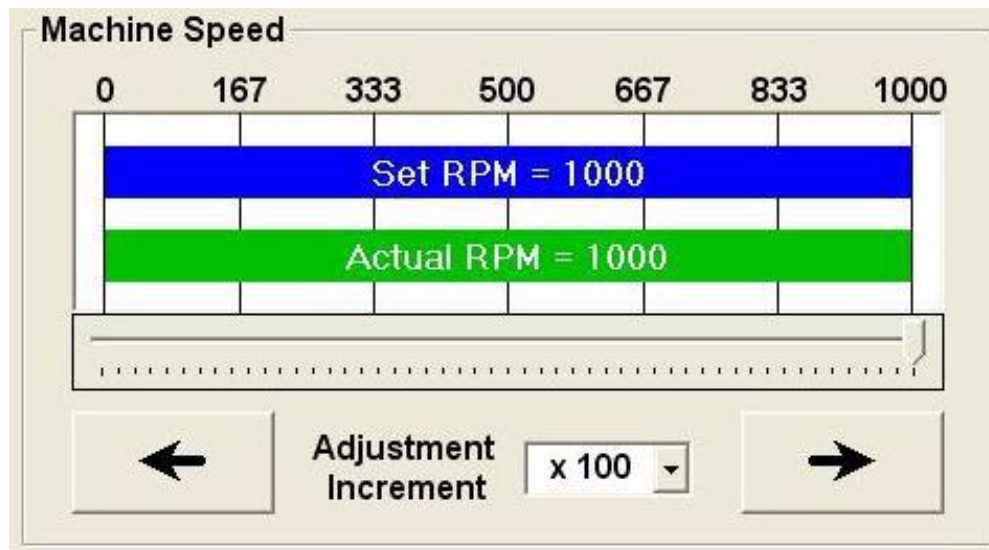 Machine Speed
0 167 333 500 667 833 1000
Set RPM = 1000
Actual RPM = 1000
Adjustment
Increment
x 100